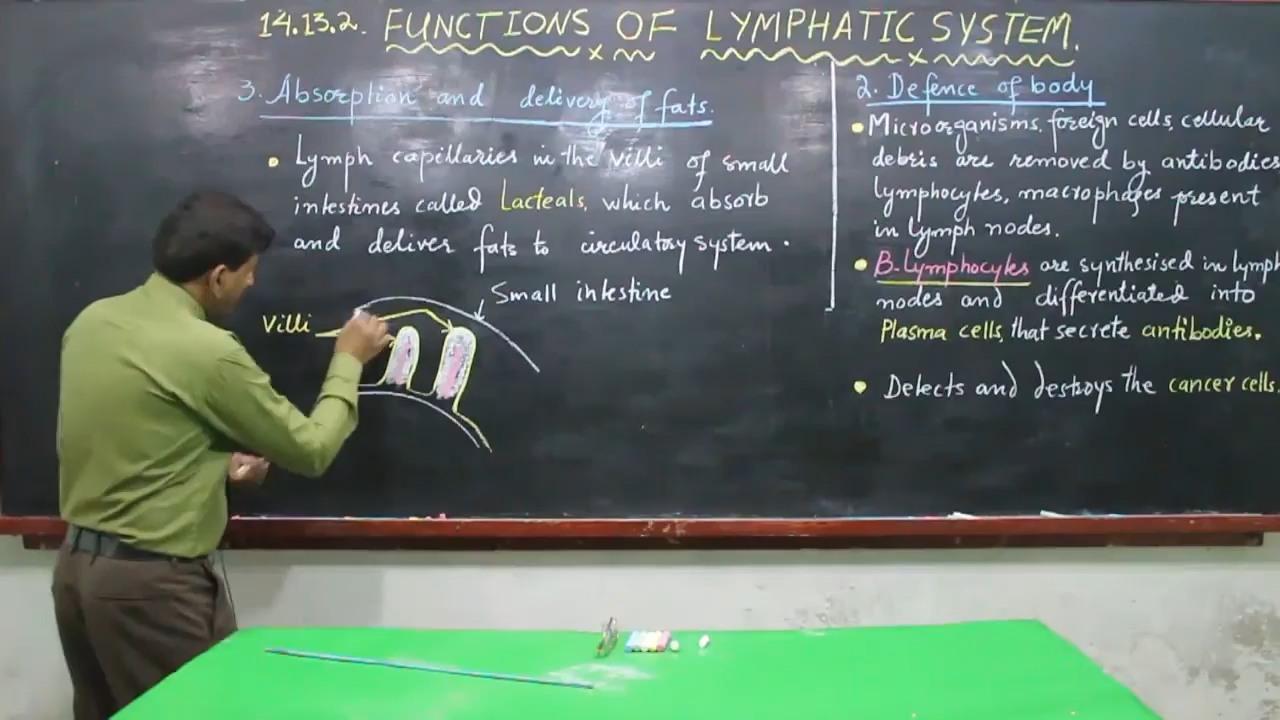 14.13.2. FUNCTIONS OF LYMPHATIC SYSTEM.
3. Absorption and delivery of fats.
• Lymph capillaries in the villi of small
intestines called Lacteals, which absorb
and deliver fats to circulatory system.
Small intestine
Villi
2. Defence of body
• Microorganisms, foreign cells, cellular
debris are removed by antibodies
lymphocytes, macrophages present
in lymph nodes.
• B-Lymphocytes are synthesised in lymph
nodes and differentiated into
Plasma cells, that secrete antibodies.
• Detects and destroys the cancer cells.